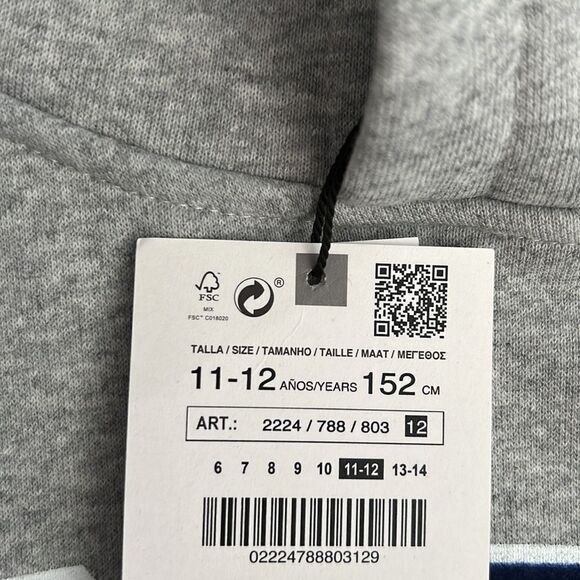 FSC
MIX
FSC™ C018020
®
TALLA / SIZE / TAMANHO / TAILLE / MAAT / ΜΕΓΕΘΟΣ
11-12 AÑOS/YEARS 152 CM
ART.: 2224 / 788 / 803 12
6 7 8 9 10 11-12 13-14
02224788803129